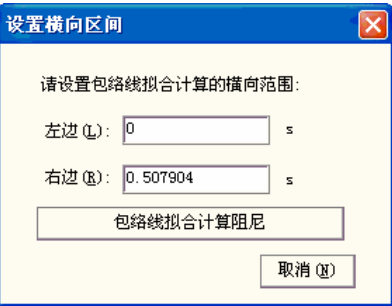 设置横向区间
请设置包络线拟合计算的横向范围:
左边(L): 0 s
右边(R): 0.507904 s
包络线拟合计算阻尼
取消(N)